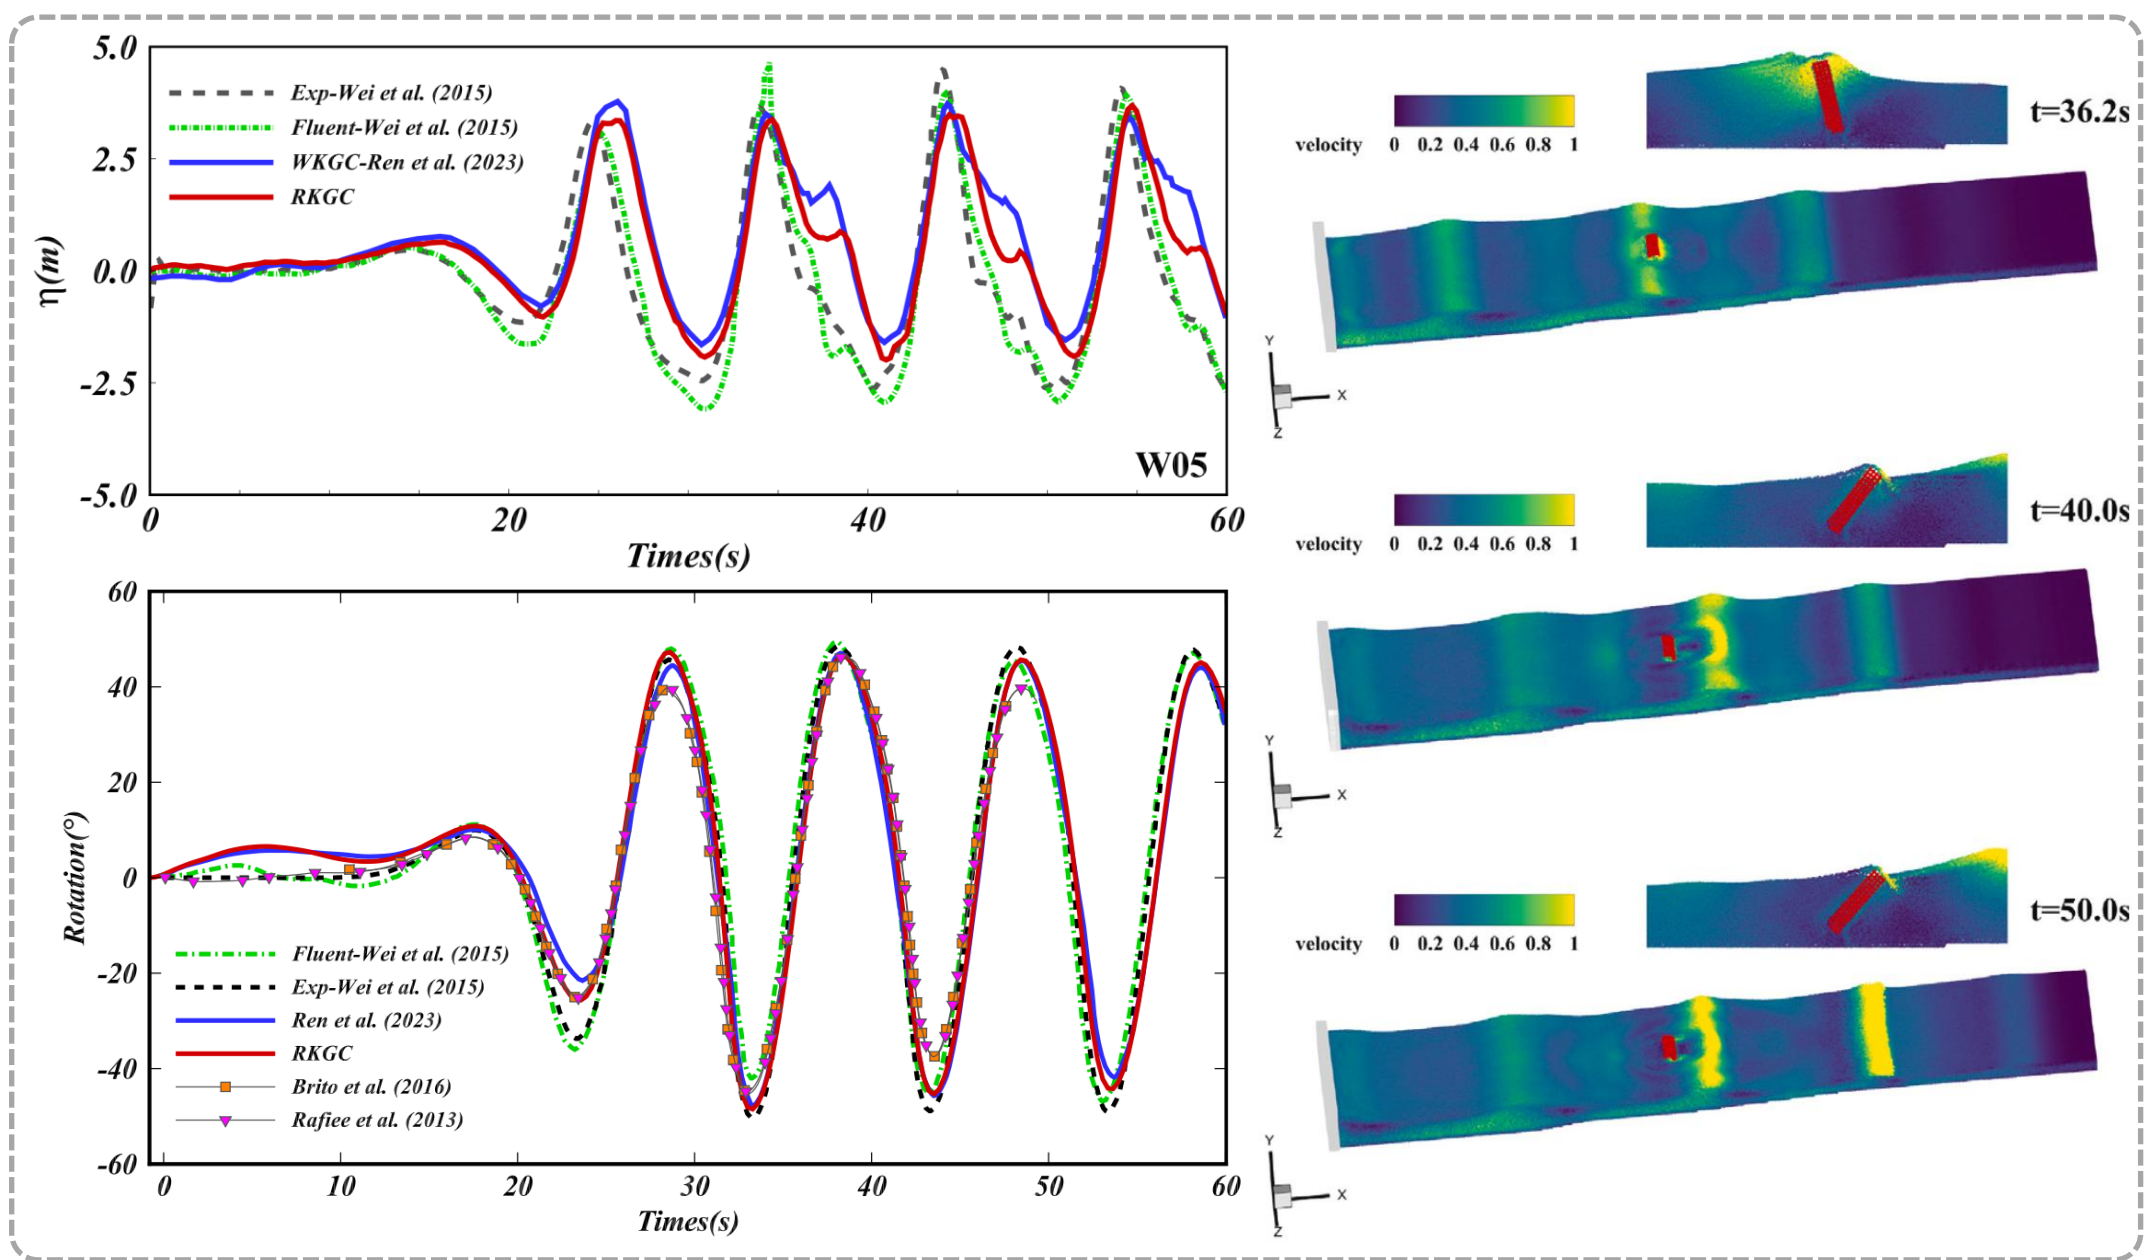 5.0
2.5
0.0
-2.5
-5.0
η(m)
Exp-Wei et al. (2015)
Fluent-Wei et al. (2015)
WKGC-Ren et al. (2023)
RKGC
W05
0 20 40 60
Times(s)
60
40
20
0
-20
-40
-60
Rotation(°)
Fluent-Wei et al. (2015)
Exp-Wei et al. (2015)
Ren et al. (2023)
RKGC
Brito et al. (2016)
Rafiee et al. (2013)
0 10 20 30 40 50 60
Times(s)
t=36.2s
velocity 0 0.2 0.4 0.6 0.8 1
Y
X
Z
t=40.0s
velocity 0 0.2 0.4 0.6 0.8 1
Y
X
Z
t=50.0s
velocity 0 0.2 0.4 0.6 0.8 1
Y
X
Z